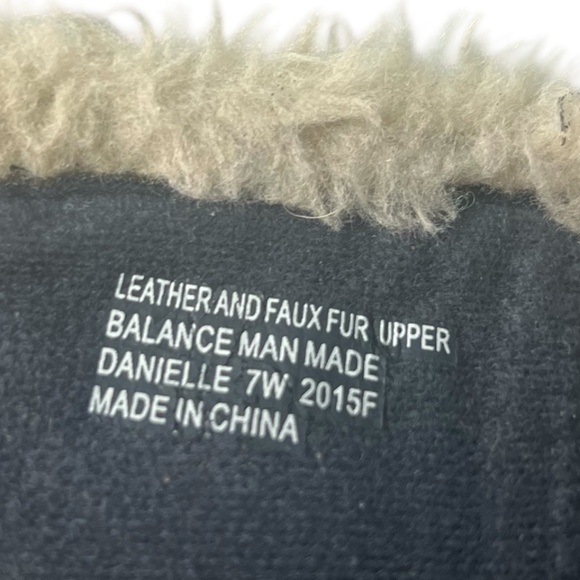 LEATHER AND FAUX FUR UPPER
BALANCE MAN MADE
DANIELLE 7W 2015F
MADE IN CHINA